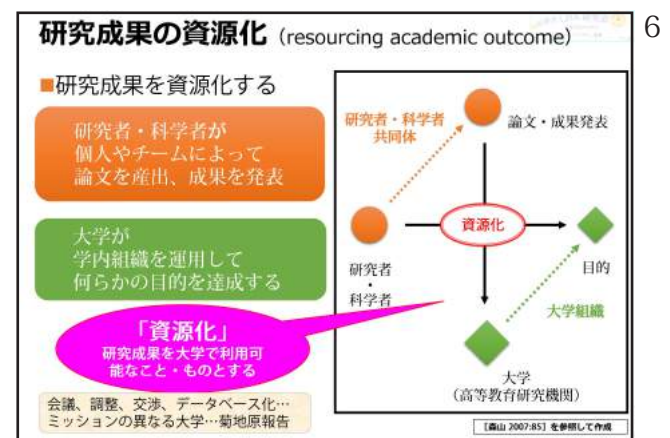 研究成果の資源化（resourcing academic outcome）
6
■研究成果を資源化する
研究者・科学者が
個人やチームによって
論文を産出、成果を発表
大学が
学内組織を運用して
何らかの目的を達成する
「資源化」
研究成果を大学で利用可
能なこと・ものとする
会議、調整、交渉、データベース化…
ミッションの異なる大学…菊地原報告
研究者・科学者
共同体
論文・成果発表
資源化
研究者
・
科学者
目的
大学組織
大学
（高等教育研究機関）
［森山 2007:85］を参照して作成